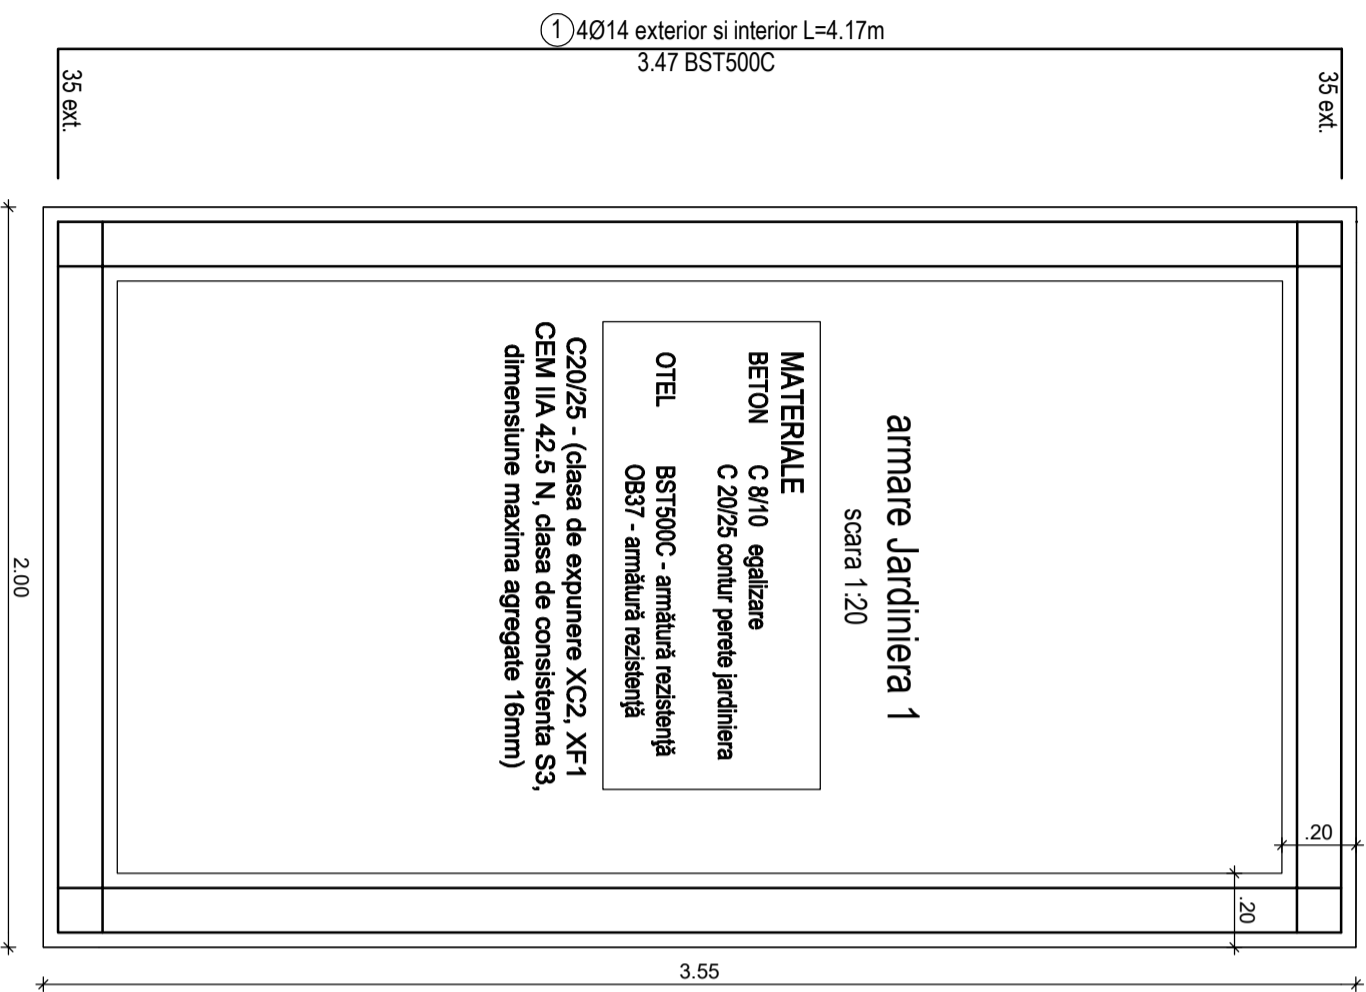 1 4Ø14 exterior si interior L=4.17m
3.47 BST500C
35 ext.
35 ext.
armare Jardiniera 1
scara 1:20
MATERIALE
BETON C 8/10 egalizare
C 20/25 contur perete jardiniera
OTEL BST500C - armătură rezistenţă
OB37 - armătură rezistenţă
C20/25 - (clasa de expunere XC2, XF1
CEM IIA 42.5 N, clasa de consistenta S3,
dimensiune maxima agregate 16mm)
.20
.20
2.00
3.55